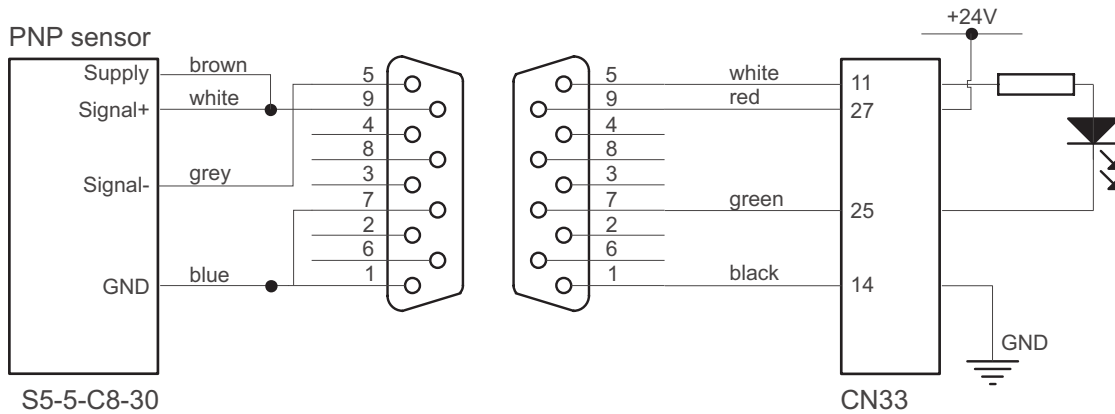 +24V
PNP sensor
Supply
brown
5
5
white
11
Signal+
white
9
9
red
27
4
4
8
8
Signal-
grey
3
3
7
7
green
25
2
2
6
6
GND
blue
1
1
black
14
GND
S5-5-C8-30
CN33